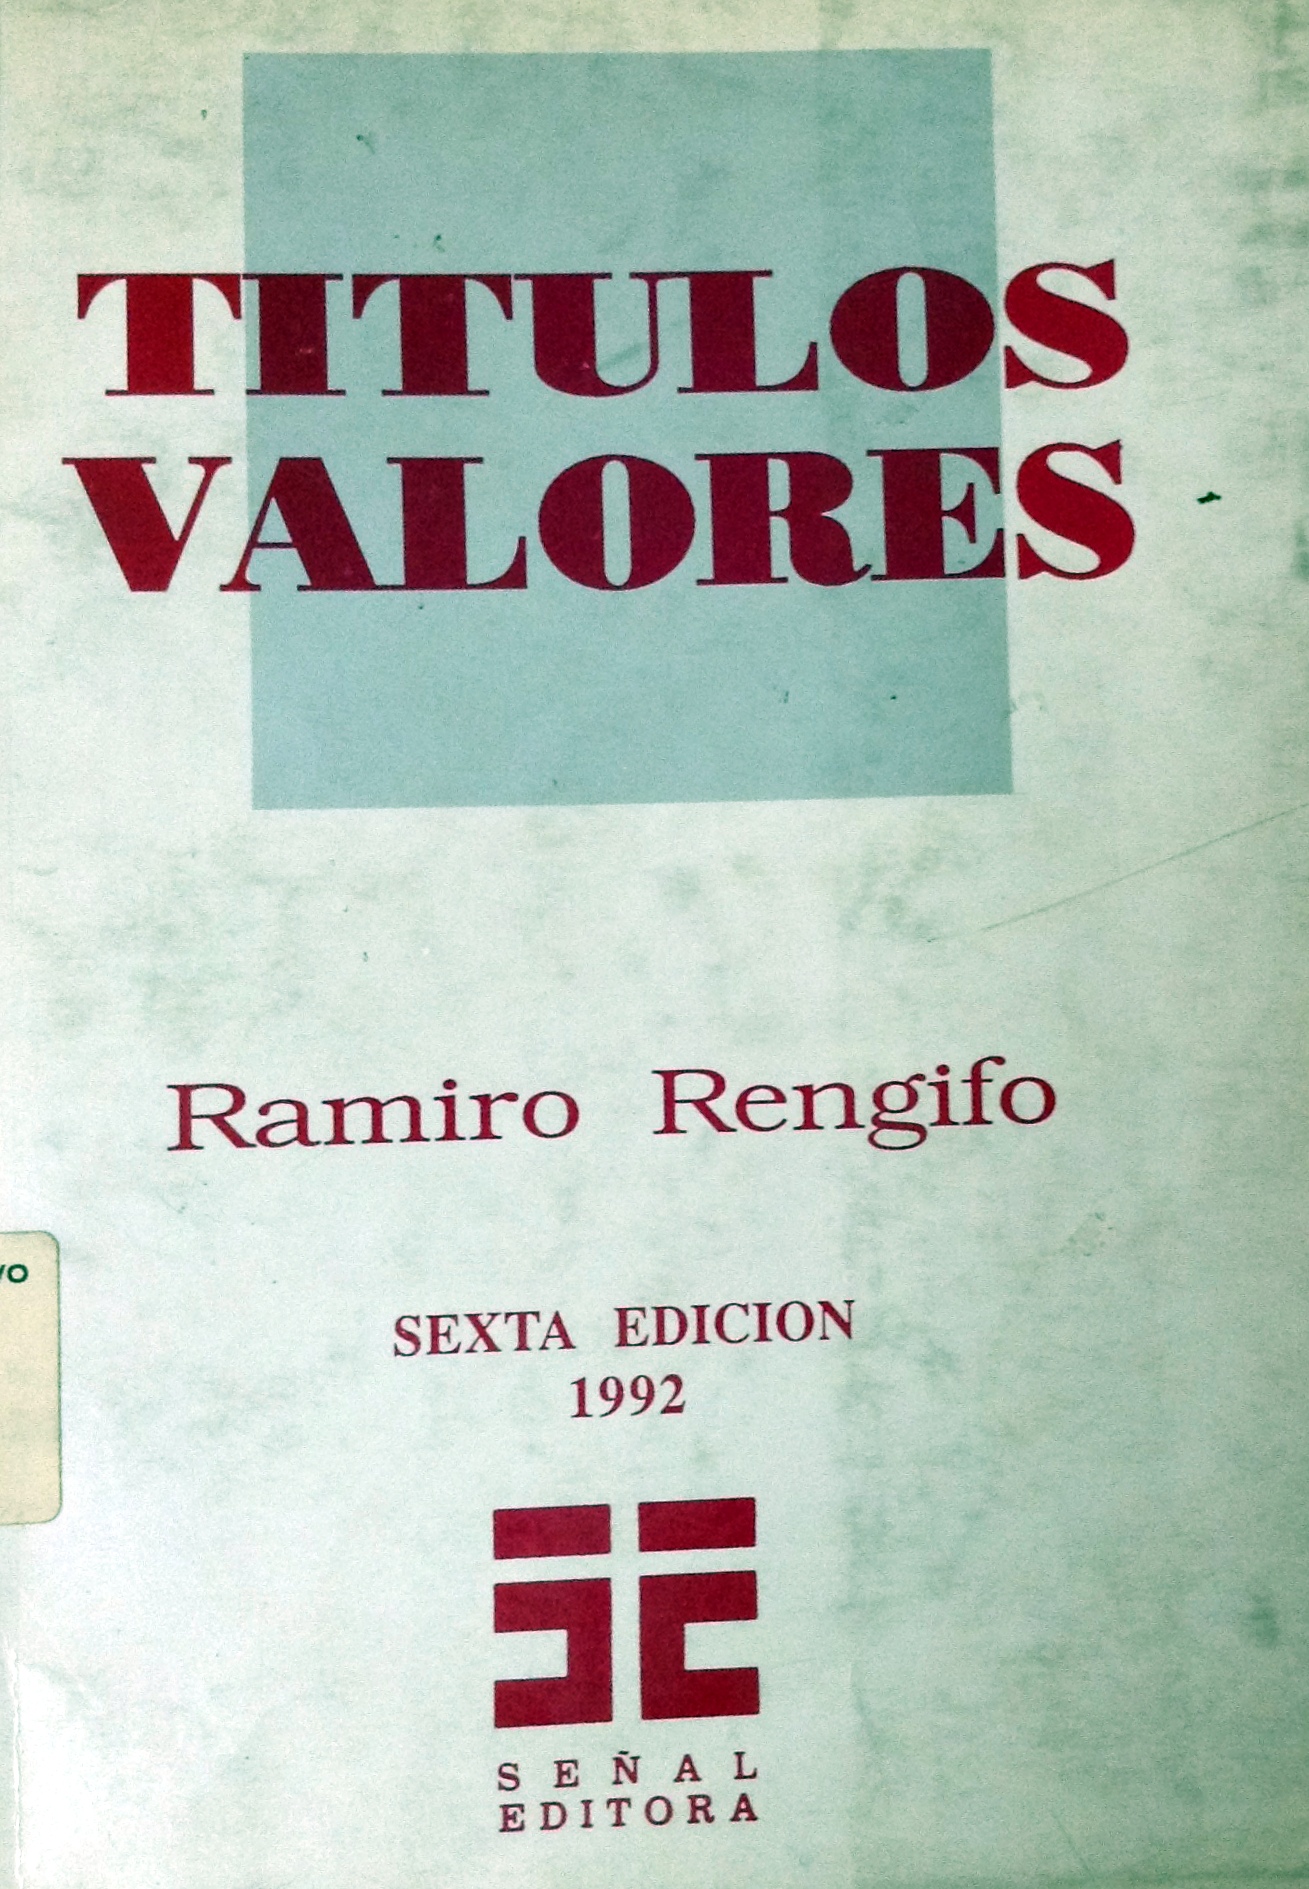 TITULOS
VALORES
Ramiro Rengifo
SEXTA EDICION
1992
SEÑAL
EDITORA